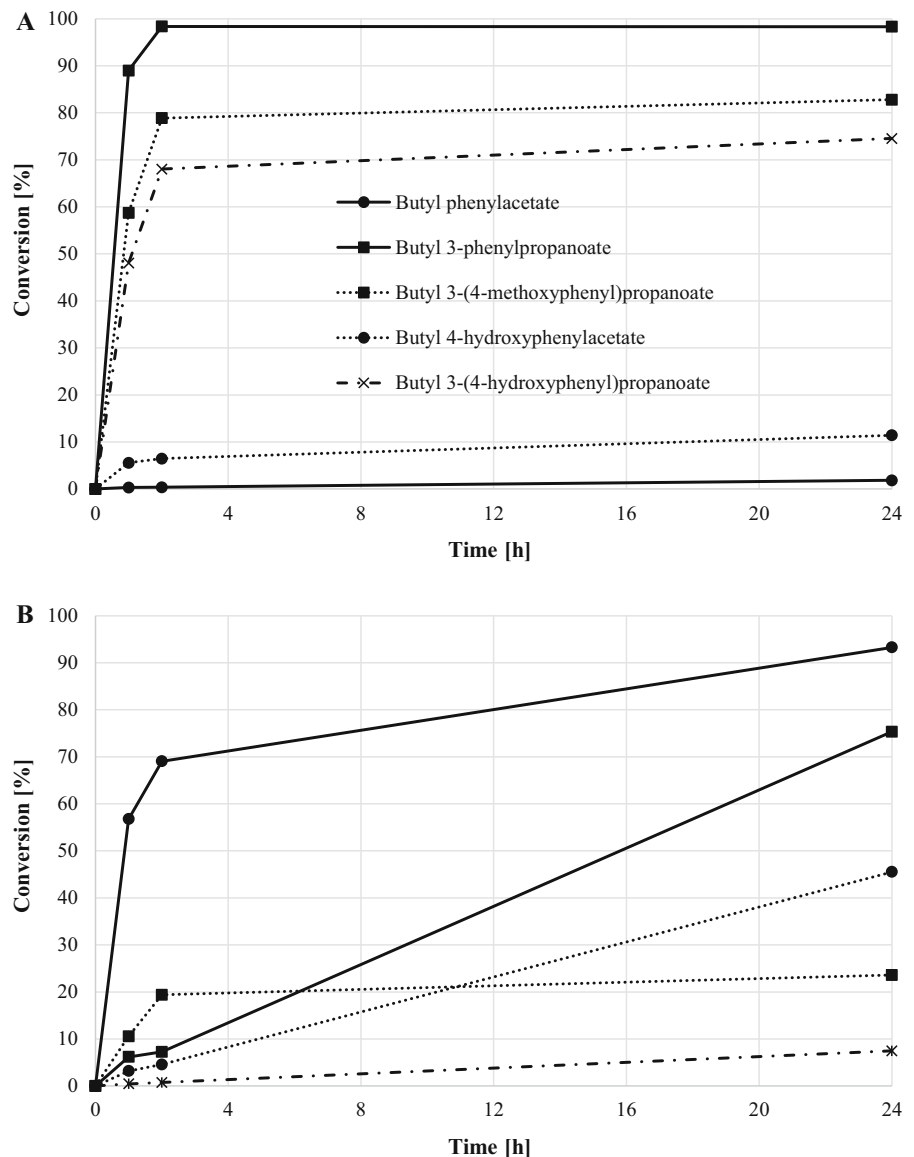 A
100
90
80
70
60
50
40
30
20
10
0
Conversion [%]
Butyl phenylacetate
Butyl 3-phenylpropanoate
Butyl 3-(4-methoxyphenyl)propanoate
Butyl 4-hydroxyphenylacetate
Butyl 3-(4-hydroxyphenyl)propanoate
0 4 8 12 16 20 24
Time [h]
B
100
90
80
70
60
50
40
30
20
10
0
Conversion [%]
0 4 8 12 16 20 24
Time [h]